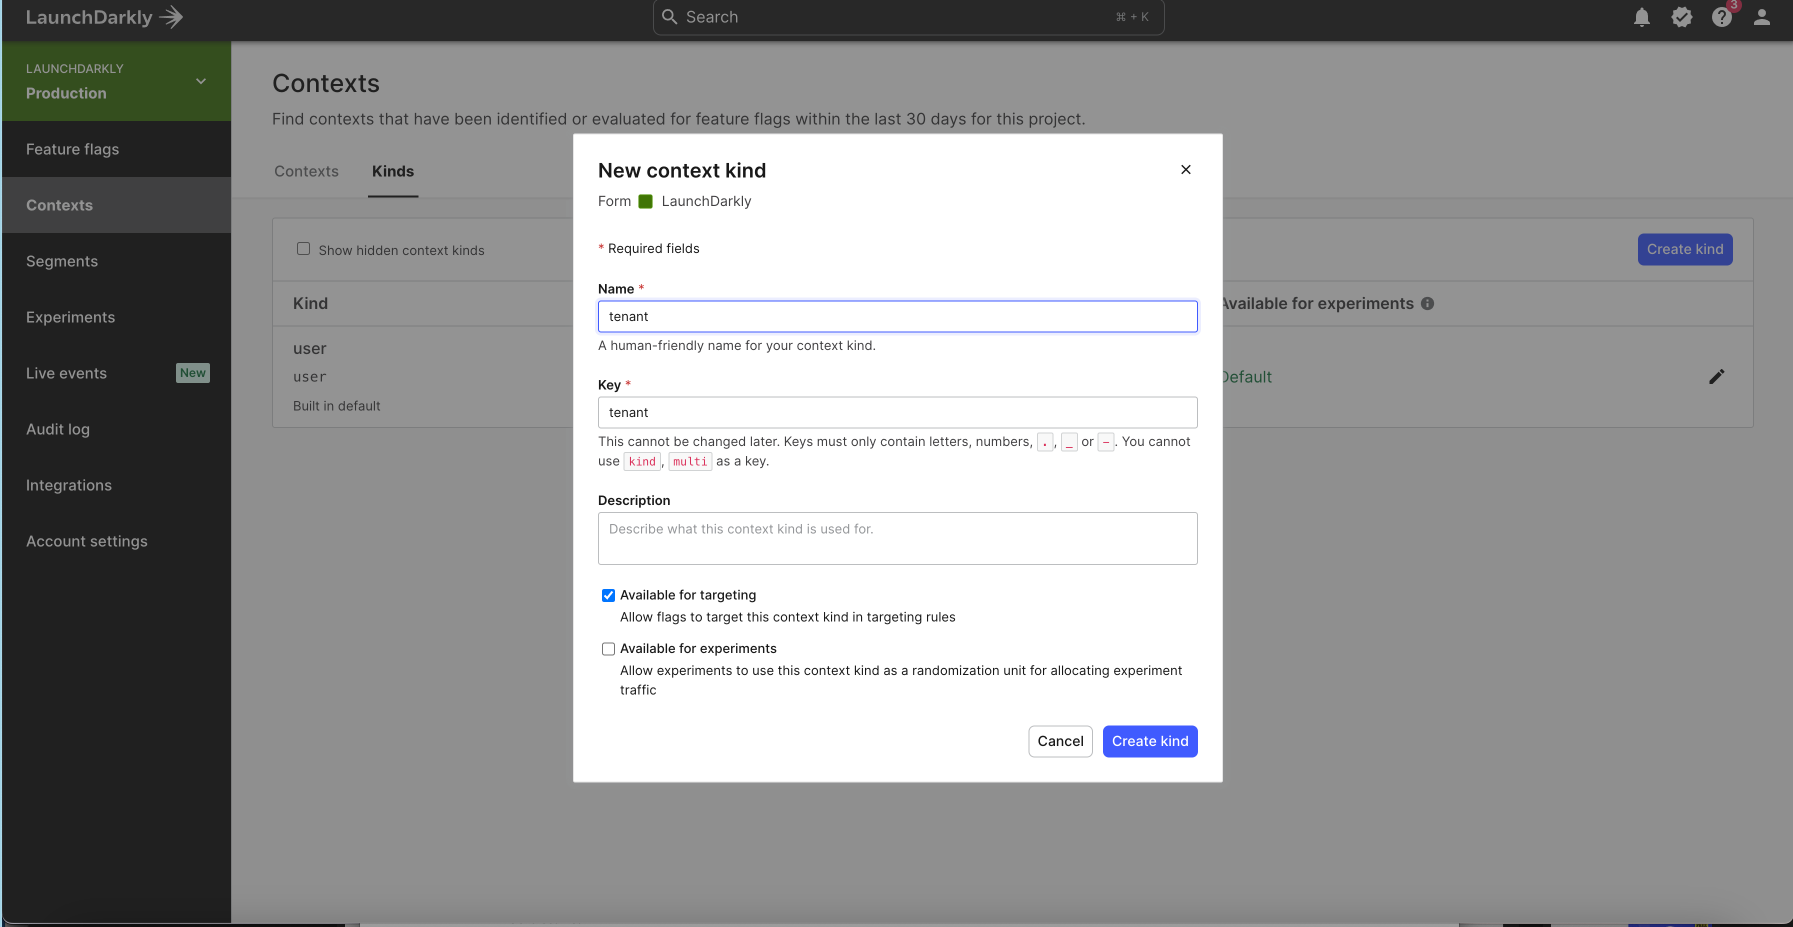 LaunchDarkly
Search
⌘ + K
3
LAUNCHDARKLY
Production
Feature flags
Contexts
Segments
Experiments
Live events
New
Audit log
Integrations
Account settings
Contexts
Find contexts that have been identified or evaluated for feature flags within the last 30 days for this project.
Contexts
Kinds
Show hidden context kinds
Create kind
Kind
Available for experiments
user
user
Built in default
Default
New context kind
Form LaunchDarkly
* Required fields
Name *
tenant
A human-friendly name for your context kind.
Key *
tenant
This cannot be changed later. Keys must only contain letters, numbers, ., _ or -. You cannot
use kind, multi as a key.
Description
Describe what this context kind is used for.
Available for targeting
Allow flags to target this context kind in targeting rules
Available for experiments
Allow experiments to use this context kind as a randomization unit for allocating experiment
traffic
Cancel
Create kind